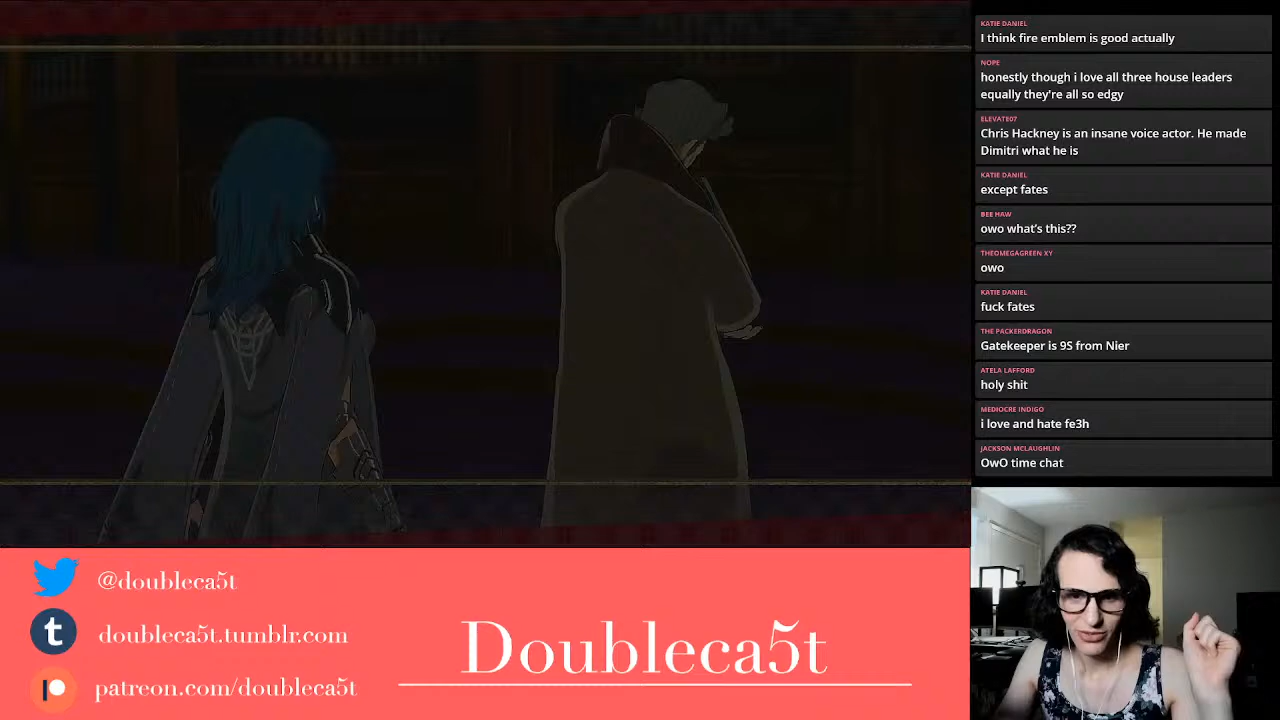 KATIE DANIEL
I think fire emblem is good actually
NOPE
honestly though i love all three house leaders
equally they're all so edgy
ELEVATE07
Chris Hackney is an insane voice actor. He made
Dimitri what he is
KATIE DANIEL
except fates
BEE HAW
owo what's this??
THEOMEGAGREEN XY
owo
KATIE DANIEL
fuck fates
THE PACKERDRAGON
Gatekeeper is 9S from Nier
ATELA LAFFORD
holy shit
MEDIOCRE INDIGO
i love and hate fe3h
JACKSON MCLAUGHLIN
OwO time chat
@doubleca5t
doubleca5t.tumblr.com
patreon.com/doubleca5t
Doubleca5t